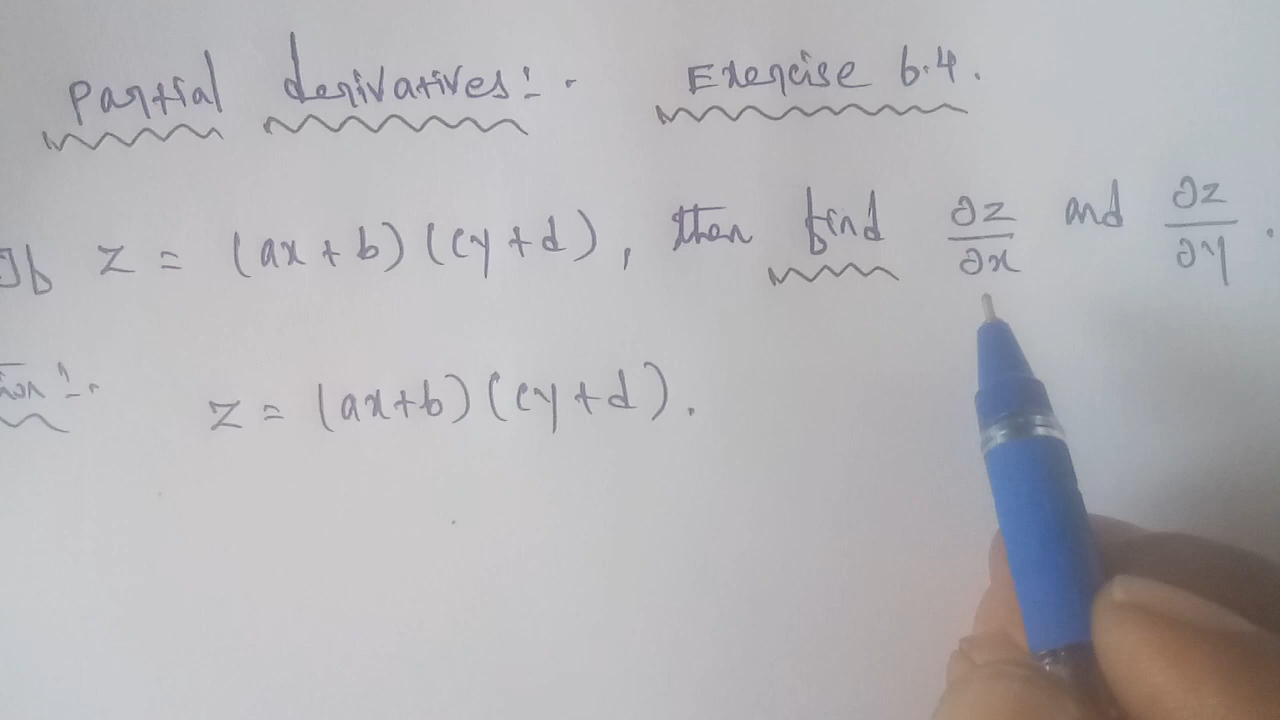 Partial derivatives:- Exercise 6.4.
If z = (ax+b)(cy+d), then find ∂z/∂x and ∂z/∂y.
z = (ax+b)(cy+d).